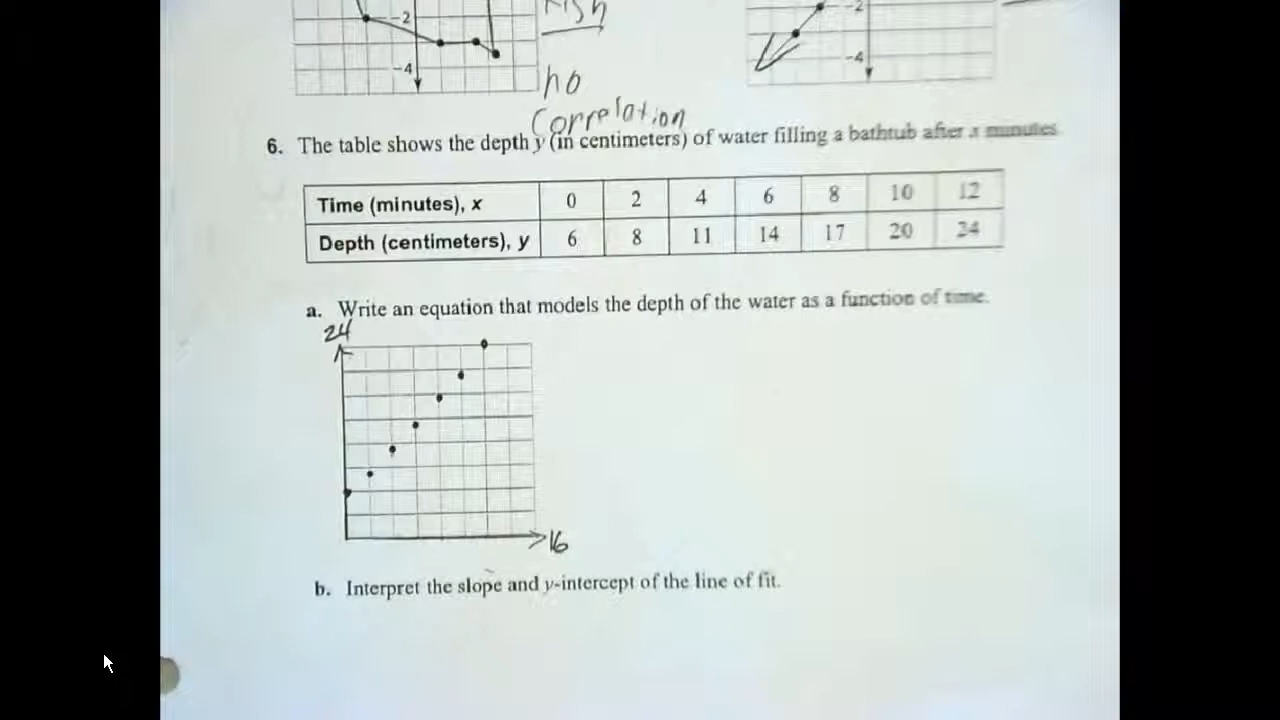 -2
-2
-4
-4
no
Correlation
6. The table shows the depth y (in centimeters) of water filling a bathtub after x minutes.
Time (minutes), x 0 2 4 6 8 10 12
Depth (centimeters), y 6 8 11 14 17 20 24
a. Write an equation that models the depth of the water as a function of time.
24
16
b. Interpret the slope and y-intercept of the line of fit.